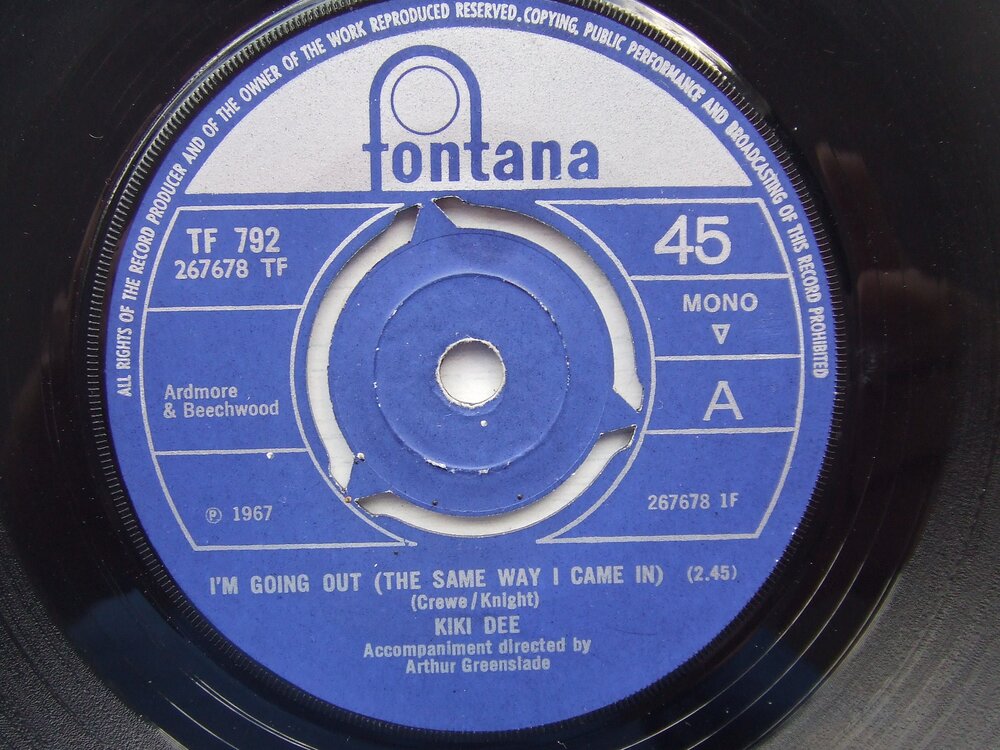 ALL RIGHTS OF THE RECORD PRODUCER AND OF THE OWNER OF THE WORK REPRODUCED RESERVED. COPYING, PUBLIC PERFORMANCE AND BROADCASTING OF THIS RECORD PROHIBITED
fontana
TF 792
267678 TF
45
MONO
A
Ardmore
& Beechwood
℗ 1967
267678 1F
I'M GOING OUT (THE SAME WAY I CAME IN) (2.45)
(Crewe/Knight)
KIKI DEE
Accompaniment directed by
Arthur Greenslade